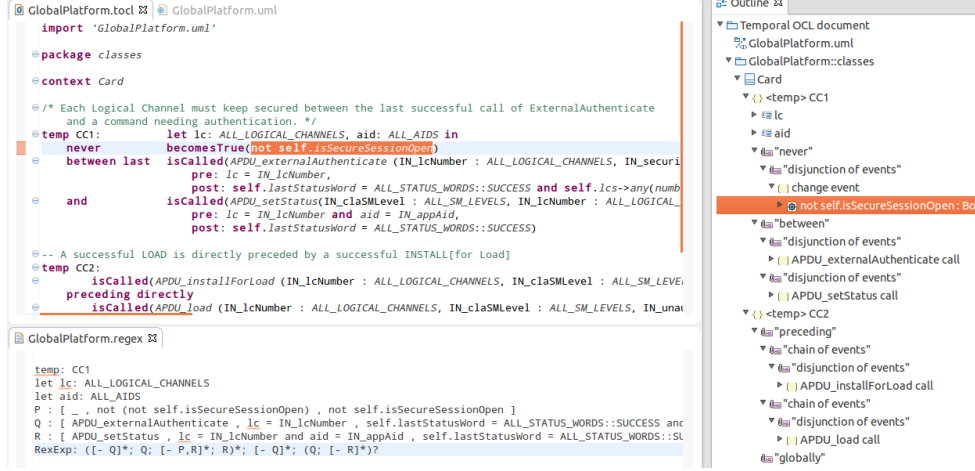 GlobalPlatform.tocl
GlobalPlatform.uml
import 'GlobalPlatform.uml'
package classes
context Card
/* Each Logical Channel must keep secured between the last successful call of ExternalAuthenticate
and a command needing authentication. */
temp CC1: let lc: ALL_LOGICAL_CHANNELS, aid: ALL_AIDS in
never becomesTrue(not self.isSecureSessionOpen)
between last isCalled(APDU_externalAuthenticate (IN_lcNumber : ALL_LOGICAL_CHANNELS, IN_securi
pre: lc = IN_lcNumber,
post: self.lastStatusWord = ALL_STATUS_WORDS::SUCCESS and self.lcs->any(numb
and isCalled(APDU_setStatus(IN_claSMLevel : ALL_SM_LEVELS, IN_lcNumber : ALL_LOGICAL_
pre: lc = IN_lcNumber and aid = IN_appAid,
post: self.lastStatusWord = ALL_STATUS_WORDS::SUCCESS)
-- A successful LOAD is directly preceded by a successful INSTALL[for Load]
temp CC2:
isCalled(APDU_installForLoad (IN_lcNumber : ALL_LOGICAL_CHANNELS, IN_claSMLevel : ALL_SM_LEVE
preceding directly
isCalled(APDU_load (IN_lcNumber : ALL_LOGICAL_CHANNELS, IN_claSMLevel : ALL_SM_LEVELS, IN_una
GlobalPlatform.regex
temp: CC1
let lc: ALL_LOGICAL_CHANNELS
let aid: ALL_AIDS
P : [ _ , not (not self.isSecureSessionOpen) , not self.isSecureSessionOpen ]
Q : [ APDU_externalAuthenticate , lc = IN_lcNumber , self.lastStatusWord = ALL_STATUS_WORDS::SUCCESS and
R : [ APDU_setStatus , lc = IN_lcNumber and aid = IN_appAid , self.lastStatusWord = ALL_STATUS_WORDS::SU
RexExp: ([- Q]*; Q; [- P,R]*; R)*; [- Q]*; (Q; [- R]*)?
Outline
Temporal OCL document
GlobalPlatform.uml
GlobalPlatform::classes
Card
<temp> CC1
lc
aid
"never"
"disjunction of events"
change event
not self.isSecureSessionOpen : Bo
"between"
"disjunction of events"
APDU_externalAuthenticate call
"disjunction of events"
APDU_setStatus call
<temp> CC2
"preceding"
"chain of events"
"disjunction of events"
APDU_installForLoad call
"chain of events"
"disjunction of events"
APDU_load call
"globally"